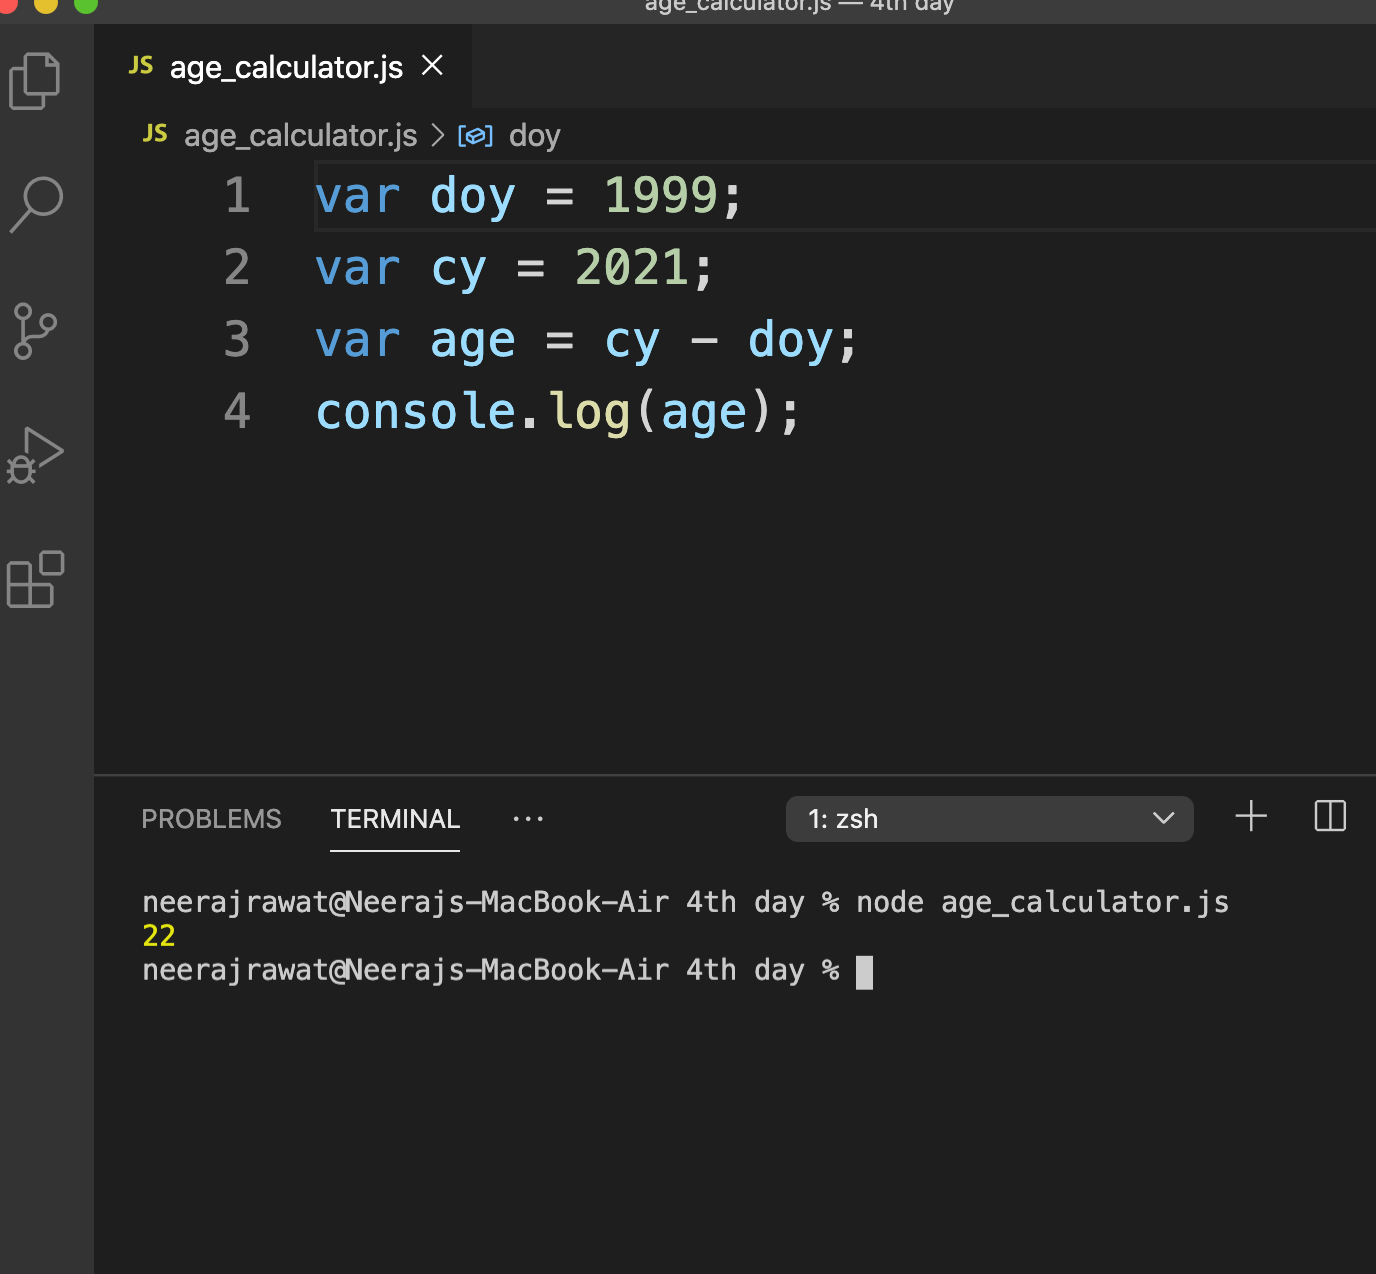 age_calculator.js — 4th day
JS age_calculator.js
JS age_calculator.js > doy
1 var doy = 1999;
2 var cy = 2021;
3 var age = cy - doy;
4 console.log(age);
PROBLEMS TERMINAL ··· 1: zsh
neerajrawat@Neerajs-MacBook-Air 4th day % node age_calculator.js
22
neerajrawat@Neerajs-MacBook-Air 4th day %